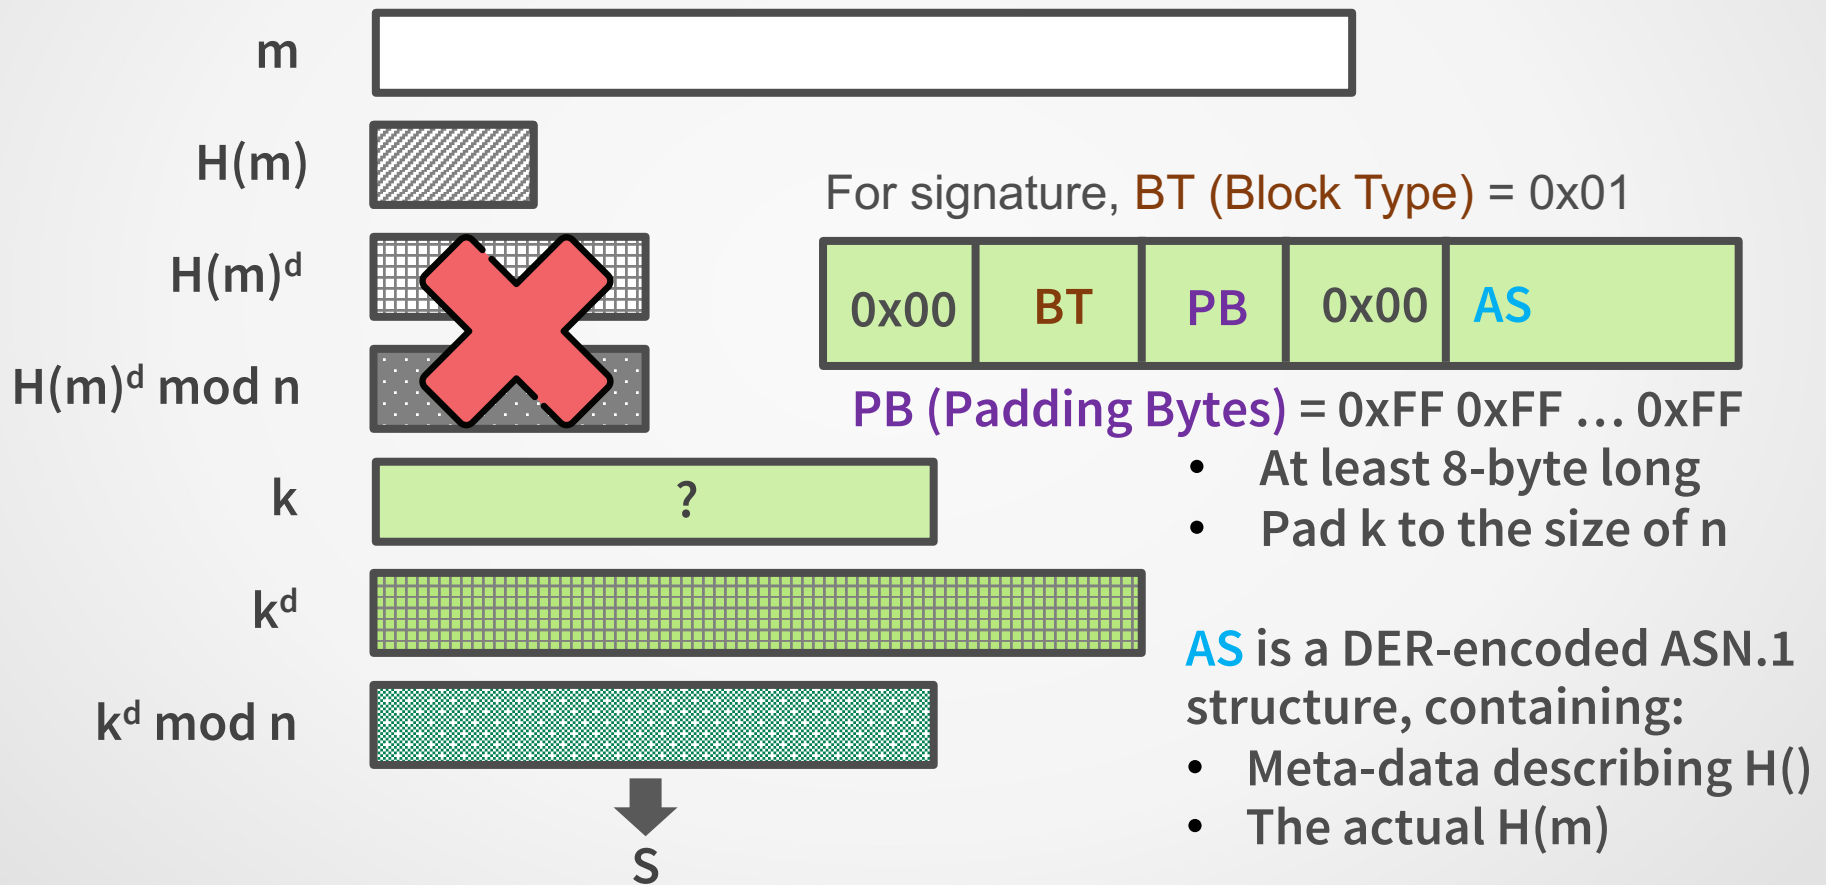 m
H(m)
H(m)ᵈ
H(m)ᵈ mod n
k
?
kᵈ
kᵈ mod n
S
For signature, BT (Block Type) = 0x01
0x00 BT PB 0x00 AS
PB (Padding Bytes) = 0xFF 0xFF … 0xFF
• At least 8-byte long
• Pad k to the size of n
AS is a DER-encoded ASN.1
structure, containing:
• Meta-data describing H()
• The actual H(m)